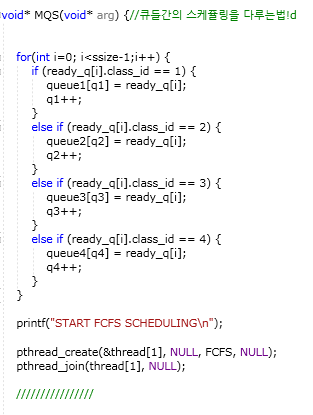 void* MQS(void* arg) {//큐들간의 스케쥴링을 다루는법!d
for(int i=0; i<ssize-1;i++) {
if (ready_q[i].class_id == 1) {
queue1[q1] = ready_q[i];
q1++;
}
else if (ready_q[i].class_id == 2) {
queue2[q2] = ready_q[i];
q2++;
}
else if (ready_q[i].class_id == 3) {
queue3[q3] = ready_q[i];
q3++;
}
else if (ready_q[i].class_id == 4) {
queue4[q4] = ready_q[i];
q4++;
}
}
printf("START FCFS SCHEDULING\n");
pthread_create(&thread[1], NULL, FCFS, NULL);
pthread_join(thread[1], NULL);
////////////////